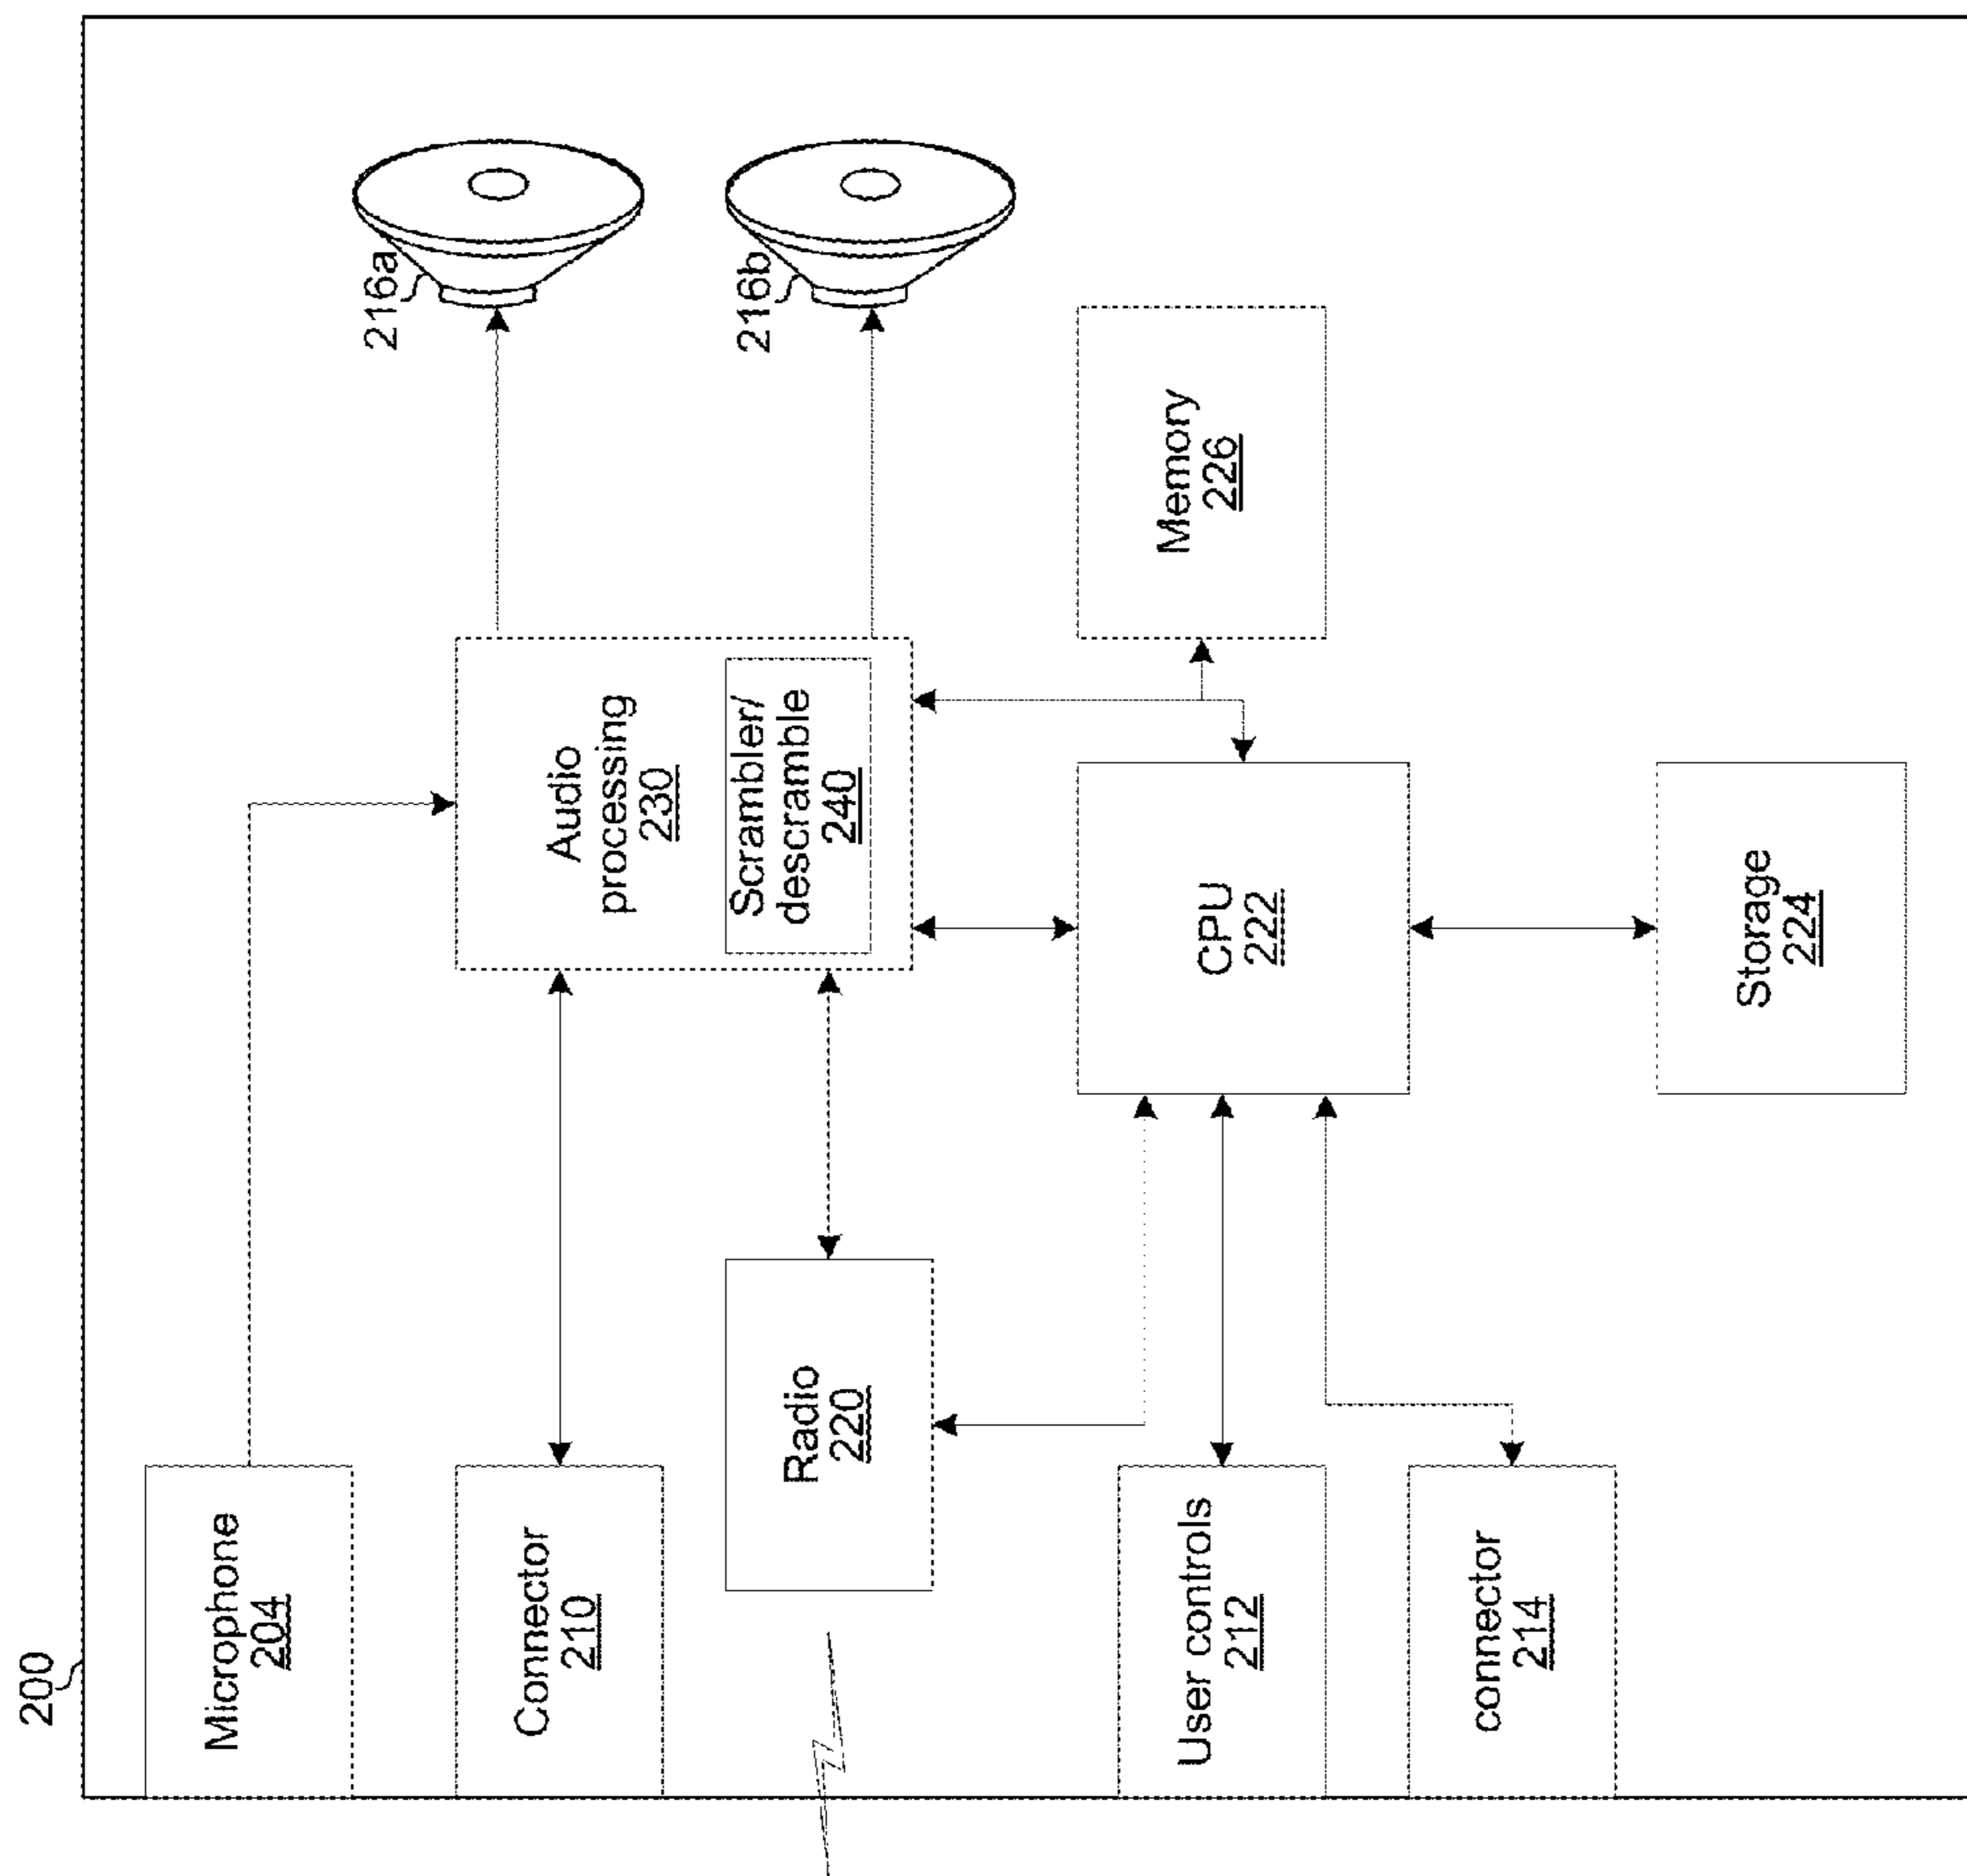 200
Microphone
204
Connector
210
Radio
220
User controls
212
connector
214
Audio
processing
230
Scrambler/
descramble
240
CPU
222
Storage
224
Memory
226
216a
216b